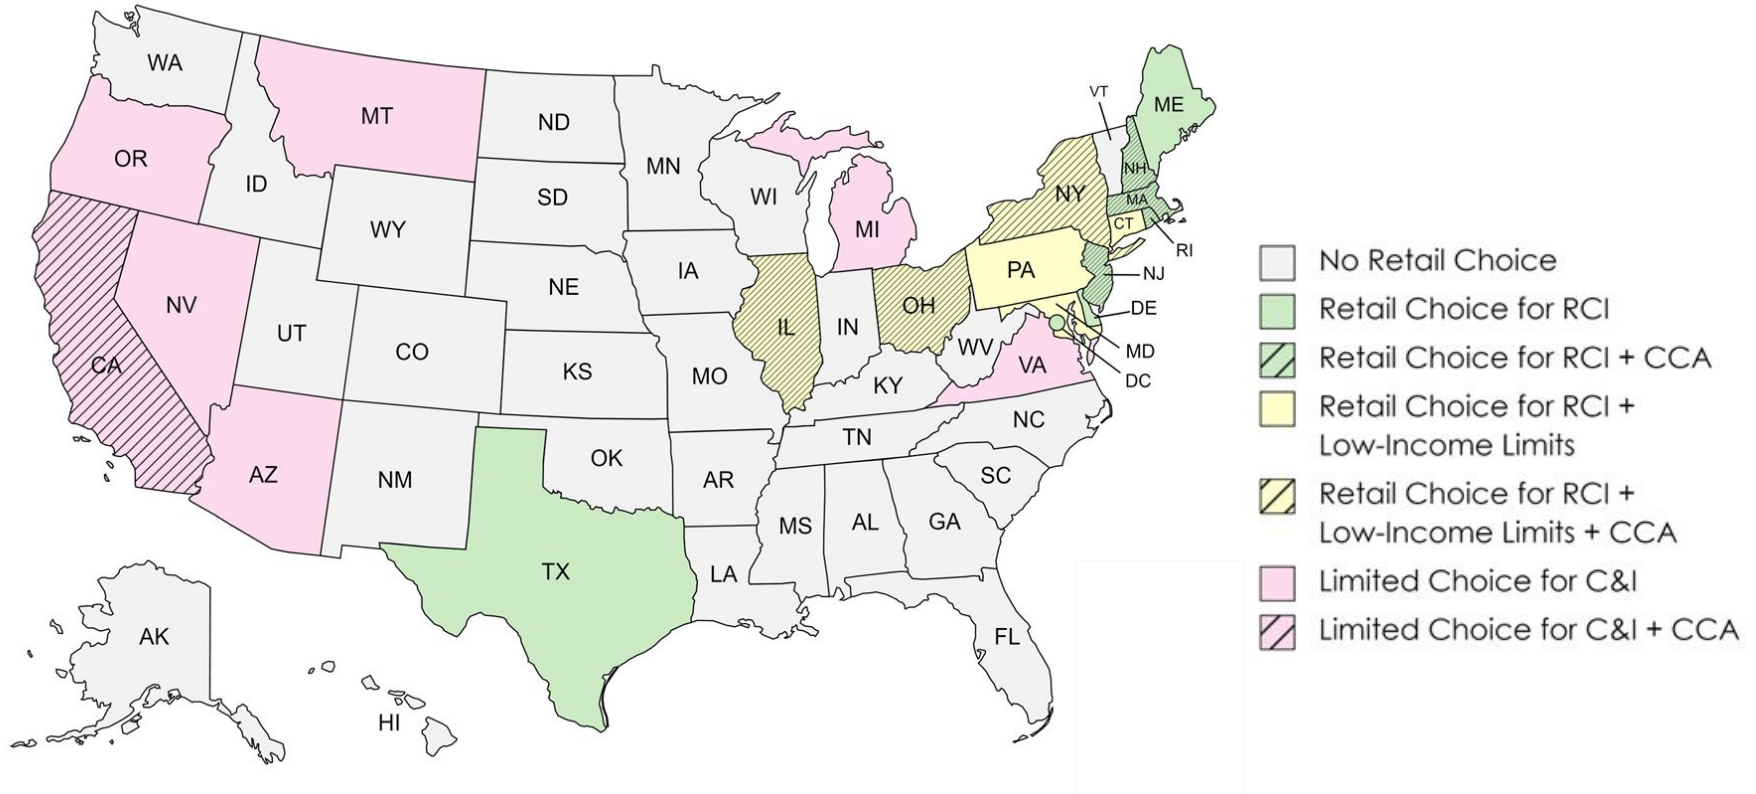 WA
OR
MT
ID
WY
ND
SD
MN
WI
MI
NE
IA
NV
UT
CO
KS
MO
IL
IN
OH
CA
AZ
NM
OK
AR
TX
LA
MS
AL
GA
TN
KY
WV
VA
NC
SC
FL
PA
NY
VT
NH
ME
MA
CT
RI
NJ
DE
MD
DC
AK
HI
No Retail Choice
Retail Choice for RCI
Retail Choice for RCI + CCA
Retail Choice for RCI +
Low-Income Limits
Retail Choice for RCI +
Low-Income Limits + CCA
Limited Choice for C&I
Limited Choice for C&I + CCA